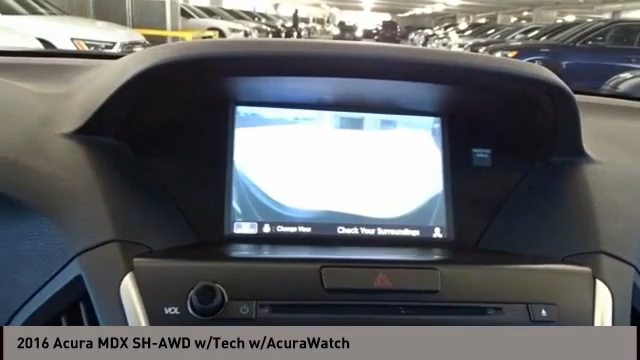 : Change View
Check Your Surroundings
VOL
2016 Acura MDX SH-AWD w/Tech w/AcuraWatch